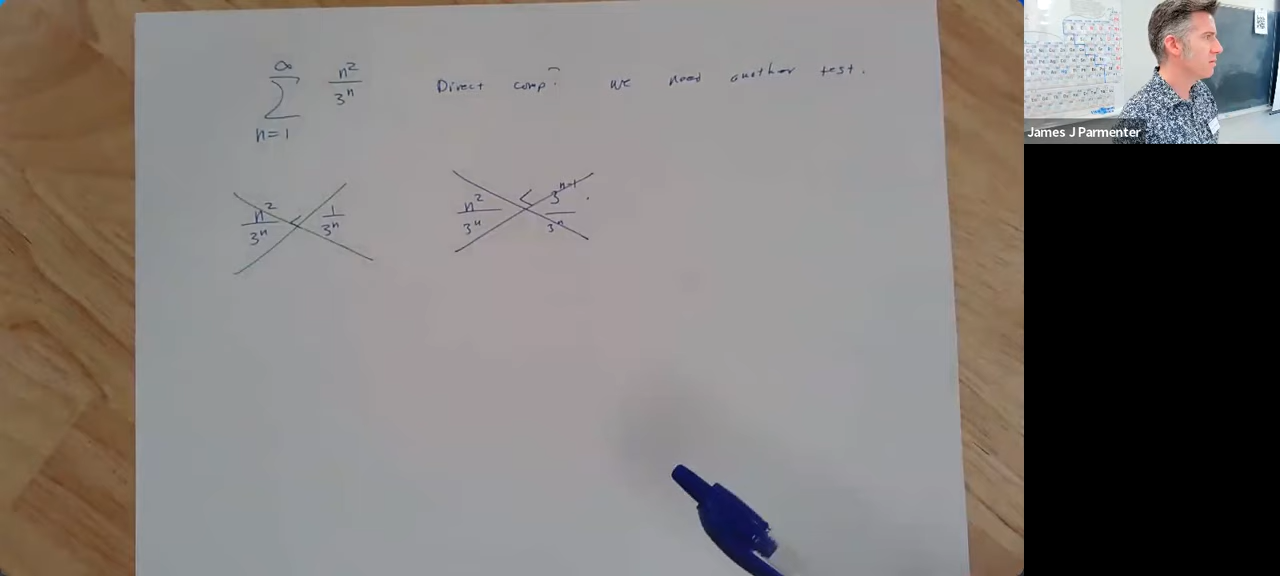 ∞
Σ n²/3ⁿ Direct comp? we need another test.
n=1
n²/3ⁿ < 1/3ⁿ n²/3ⁿ < 3ⁿ⁺¹/3ⁿ
James J Parmenter